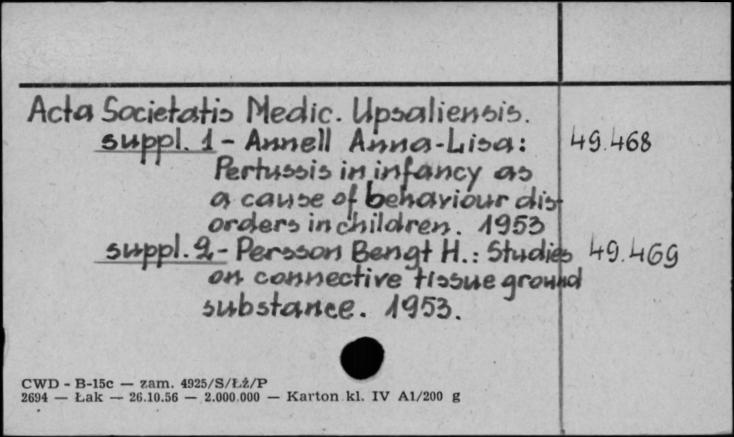 Acta Societatis Medic. Upsaliensis.
suppl. 1 - Annell Anna-Lisa: 49.468
Pertussis in infancy as
a cause of behaviour dis
orders in children. 1953
suppl. 2 - Persson Bengt H.: Studies 49.469
on connective tissue ground
substance. 1953.
CWD - B-15c — zam. 4925/S/Łż/P
2694 — Łak — 26.10.56 — 2.000.000 — Karton kl. IV A1/200 g